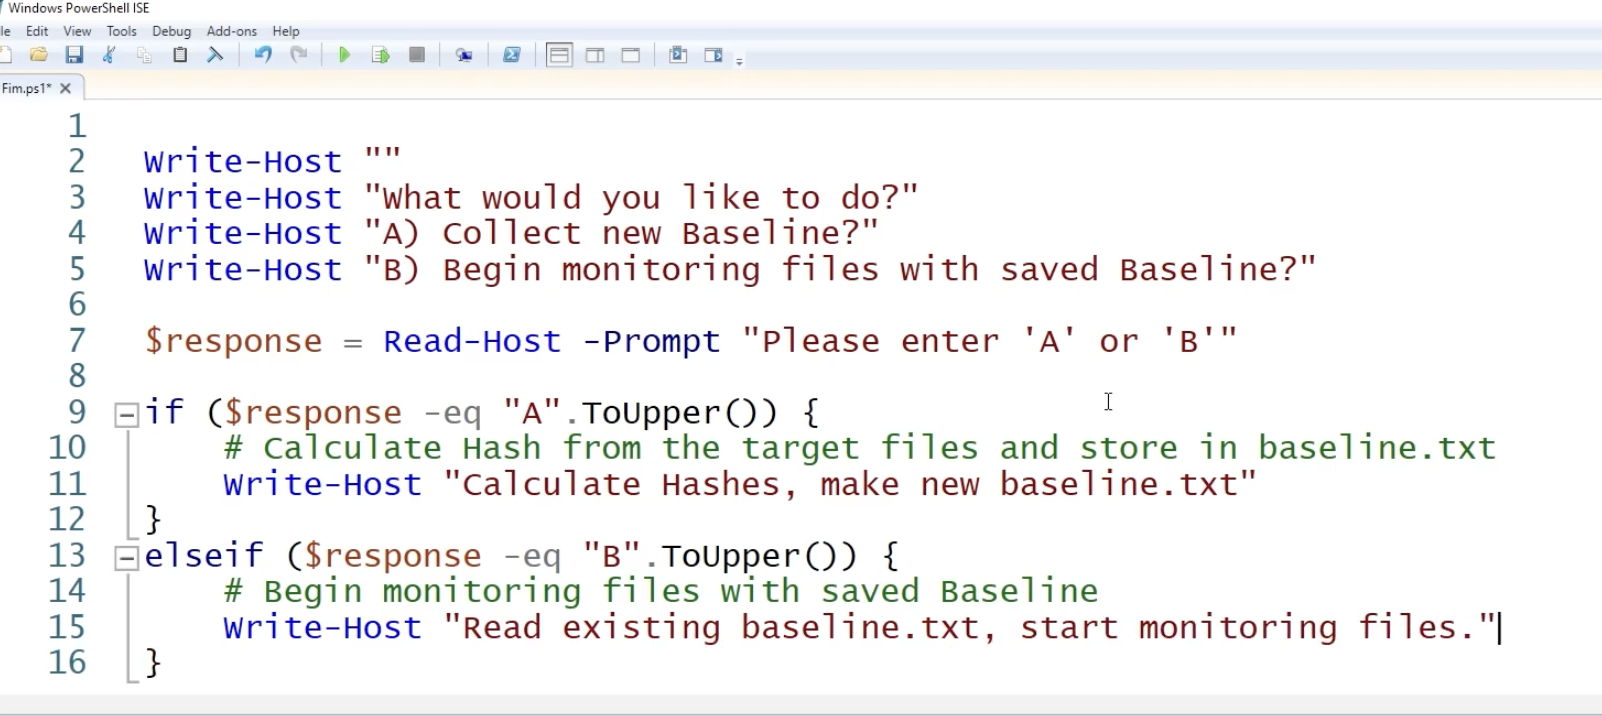 Windows PowerShell ISE
le Edit View Tools Debug Add-ons Help
Fim.ps1* X
1
2 Write-Host ""
3 Write-Host "What would you like to do?"
4 Write-Host "A) Collect new Baseline?"
5 Write-Host "B) Begin monitoring files with saved Baseline?"
6
7 $response = Read-Host -Prompt "Please enter 'A' or 'B'"
8
9 if ($response -eq "A".ToUpper()) {
10 # Calculate Hash from the target files and store in baseline.txt
11 Write-Host "Calculate Hashes, make new baseline.txt"
12 }
13 elseif ($response -eq "B".ToUpper()) {
14 # Begin monitoring files with saved Baseline
15 Write-Host "Read existing baseline.txt, start monitoring files."
16 }